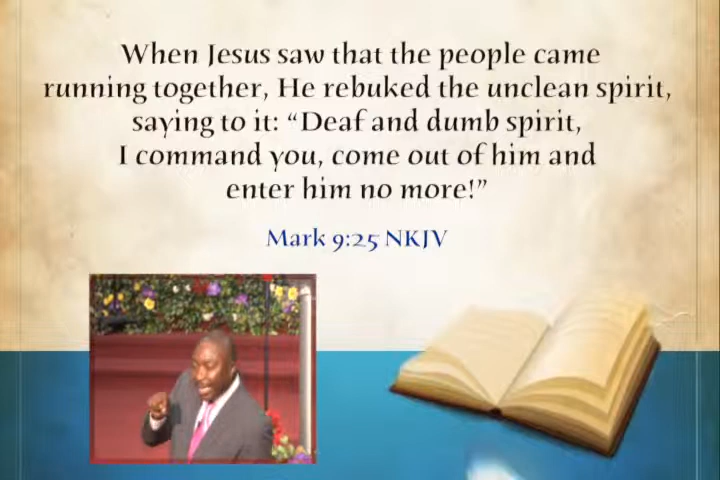 When Jesus saw that the people came
running together, He rebuked the unclean spirit,
saying to it: “Deaf and dumb spirit,
I command you, come out of him and
enter him no more!”
Mark 9:25 NKJV